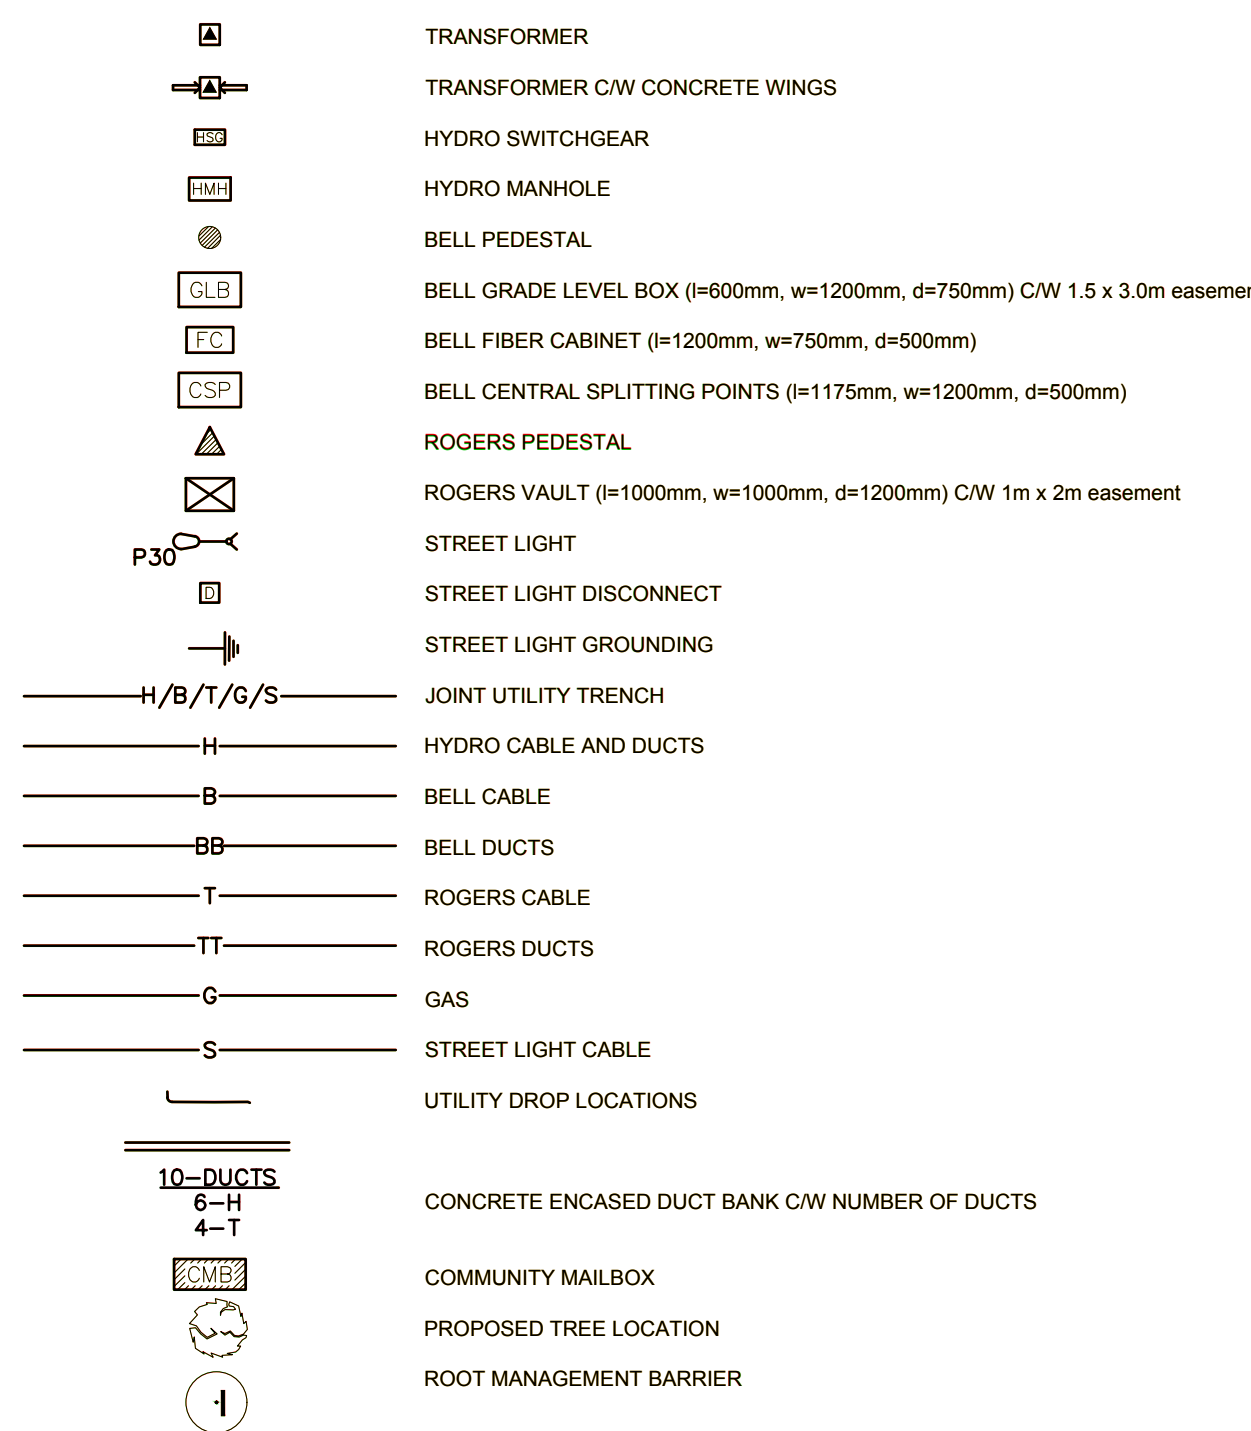 TRANSFORMER
TRANSFORMER C/W CONCRETE WINGS
HSG HYDRO SWITCHGEAR
HMH HYDRO MANHOLE
BELL PEDESTAL
GLB BELL GRADE LEVEL BOX (l=600mm, w=1200mm, d=750mm) C/W 1.5 x 3.0m
FC BELL FIBER CABINET (l=1200mm, w=750mm, d=500mm)
CSP BELL CENTRAL SPLITTING POINTS (l=1175mm, w=1200mm, d=500mm)
ROGERS PEDESTAL
ROGERS VAULT (l=1000mm, w=1000mm, d=1200mm) C/W 1m x 2m easement
P30 STREET LIGHT
D STREET LIGHT DISCONNECT
STREET LIGHT GROUNDING
H/B/T/G/S JOINT UTILITY TRENCH
H HYDRO CABLE AND DUCTS
B BELL CABLE
BB BELL DUCTS
T ROGERS CABLE
TT ROGERS DUCTS
G GAS
S STREET LIGHT CABLE
UTILITY DROP LOCATIONS
10-DUCTS
6-H CONCRETE ENCASED DUCT BANK C/W NUMBER OF DUCTS
4-T
CMB COMMUNITY MAILBOX
PROPOSED TREE LOCATION
ROOT MANAGEMENT BARRIER